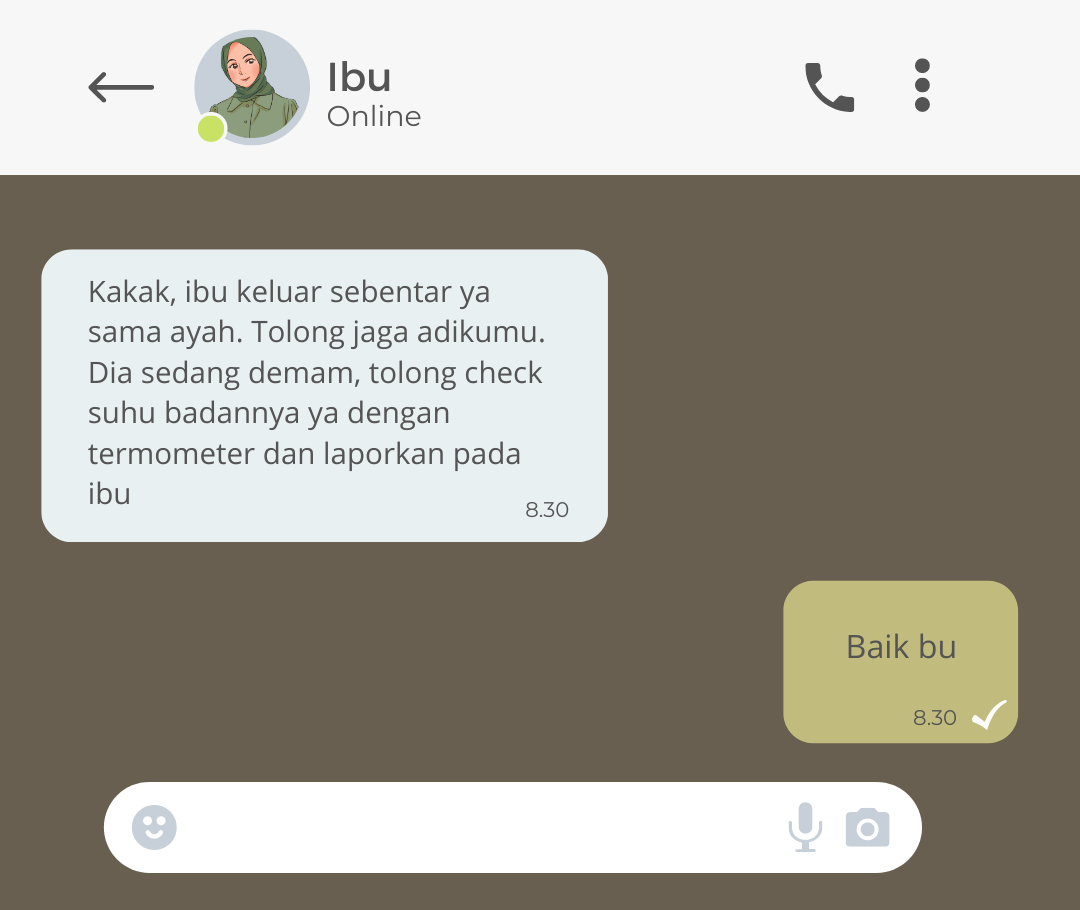 Ibu
Online
Kakak, ibu keluar sebentar ya
sama ayah. Tolong jaga adikumu.
Dia sedang demam, tolong check
suhu badannya ya dengan
termometer dan laporkan pada
ibu
8.30
Baik bu
8.30